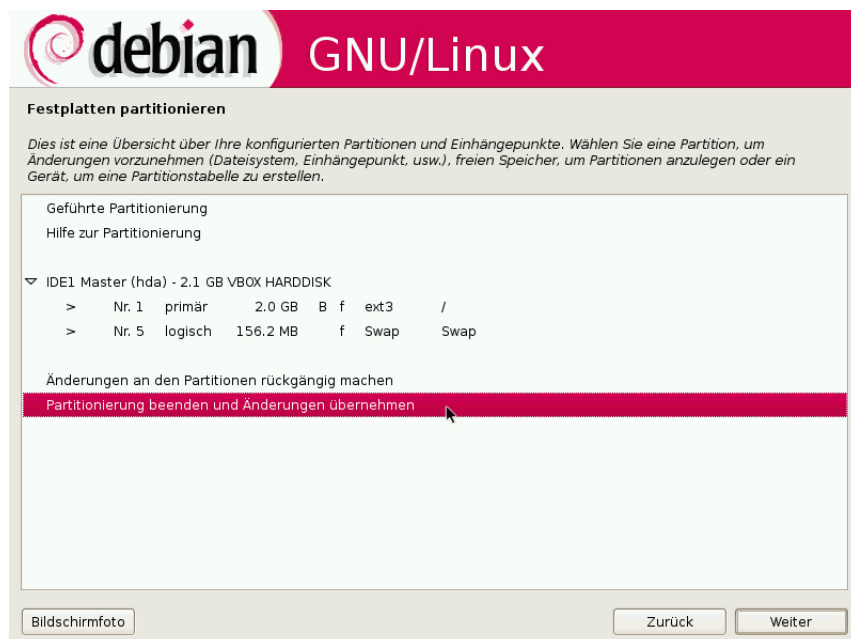 debian GNU/Linux
Festplatten partitionieren
Dies ist eine Übersicht über Ihre konfigurierten Partitionen und Einhängepunkte. Wählen Sie eine Partition, um
Änderungen vorzunehmen (Dateisystem, Einhängepunkt, usw.), freien Speicher, um Partitionen anzulegen oder ein
Gerät, um eine Partitionstabelle zu erstellen.
Geführte Partitionierung
Hilfe zur Partitionierung
IDE1 Master (hda) - 2.1 GB VBOX HARDDISK
> Nr. 1 primär 2.0 GB B f ext3 /
> Nr. 5 logisch 156.2 MB f Swap Swap
Änderungen an den Partitionen rückgängig machen
Partitionierung beenden und Änderungen übernehmen
Bildschirmfoto Zurück Weiter